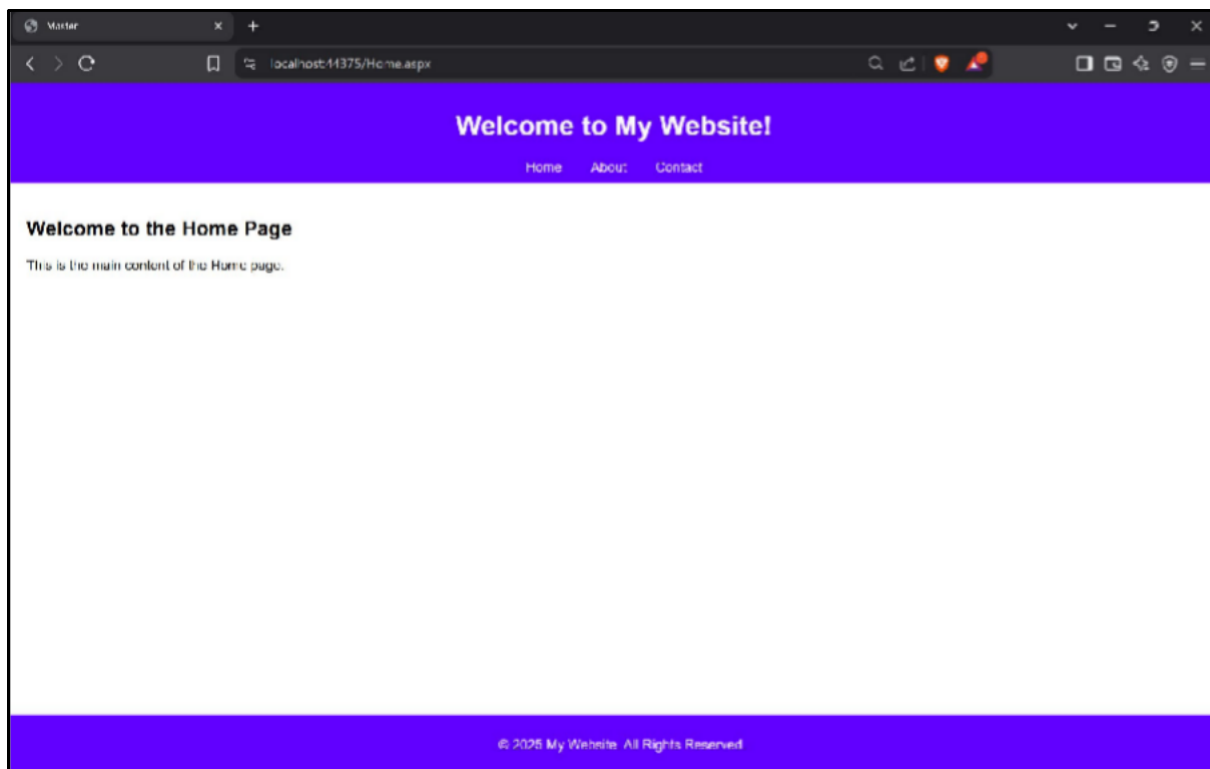 Master
localhost:44375/Home.aspx
Welcome to My Website!
Home About Contact
Welcome to the Home Page
This is the main content of the Home page.
© 2025 My Website. All Rights Reserved